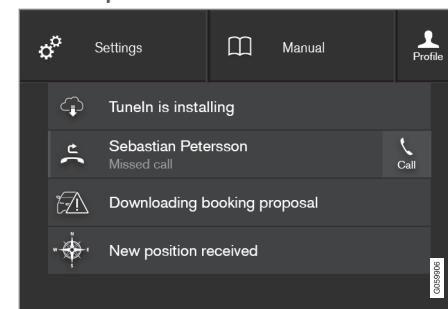 Settings
Manual
Profile
TuneIn is installing
Sebastian Petersson
Missed call
Call
Downloading booking proposal
N
W
S
New position received
G059906